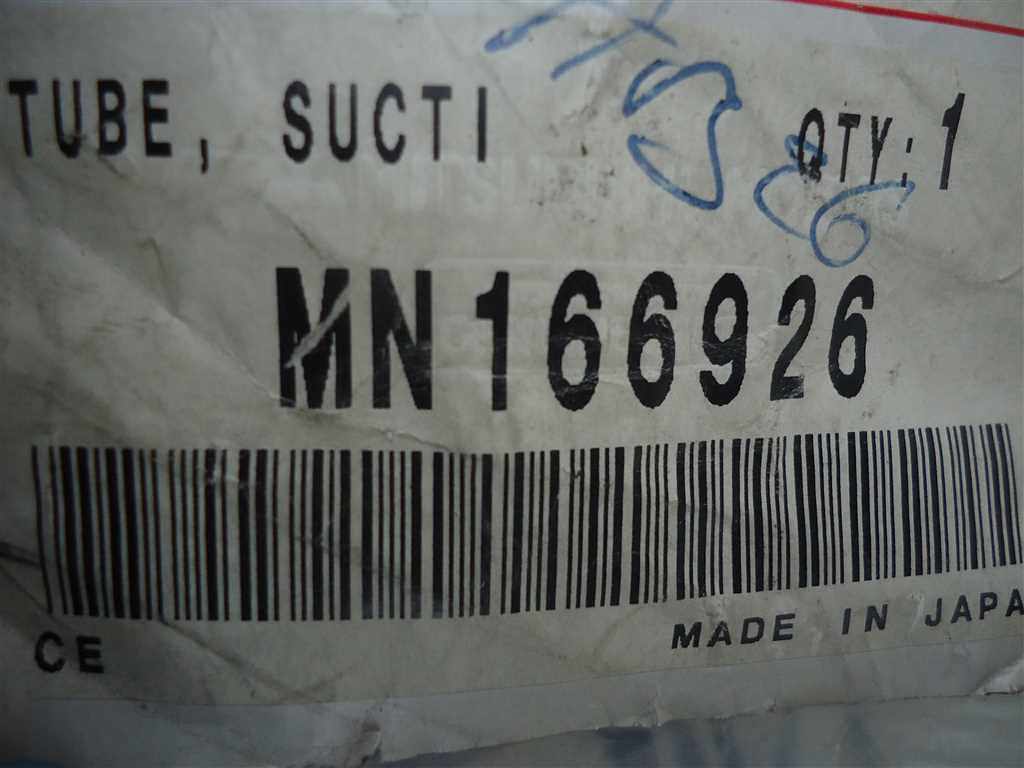 TUBE, SUCTI QTY:1
MN166926
CE MADE IN JAPA